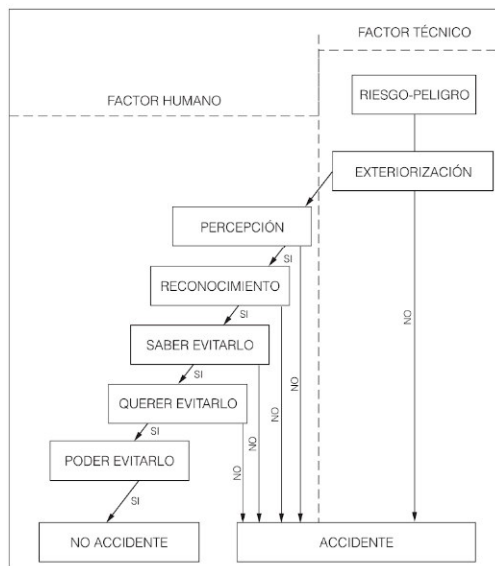 FACTOR TÉCNICO
FACTOR HUMANO
RIESGO-PELIGRO
EXTERIORIZACIÓN
PERCEPCIÓN
SI
RECONOCIMIENTO
SI
NO
SABER EVITARLO
SI
NO
QUERER EVITARLO
NO
SI
NO
NO
PODER EVITARLO
SI
NO ACCIDENTE
ACCIDENTE